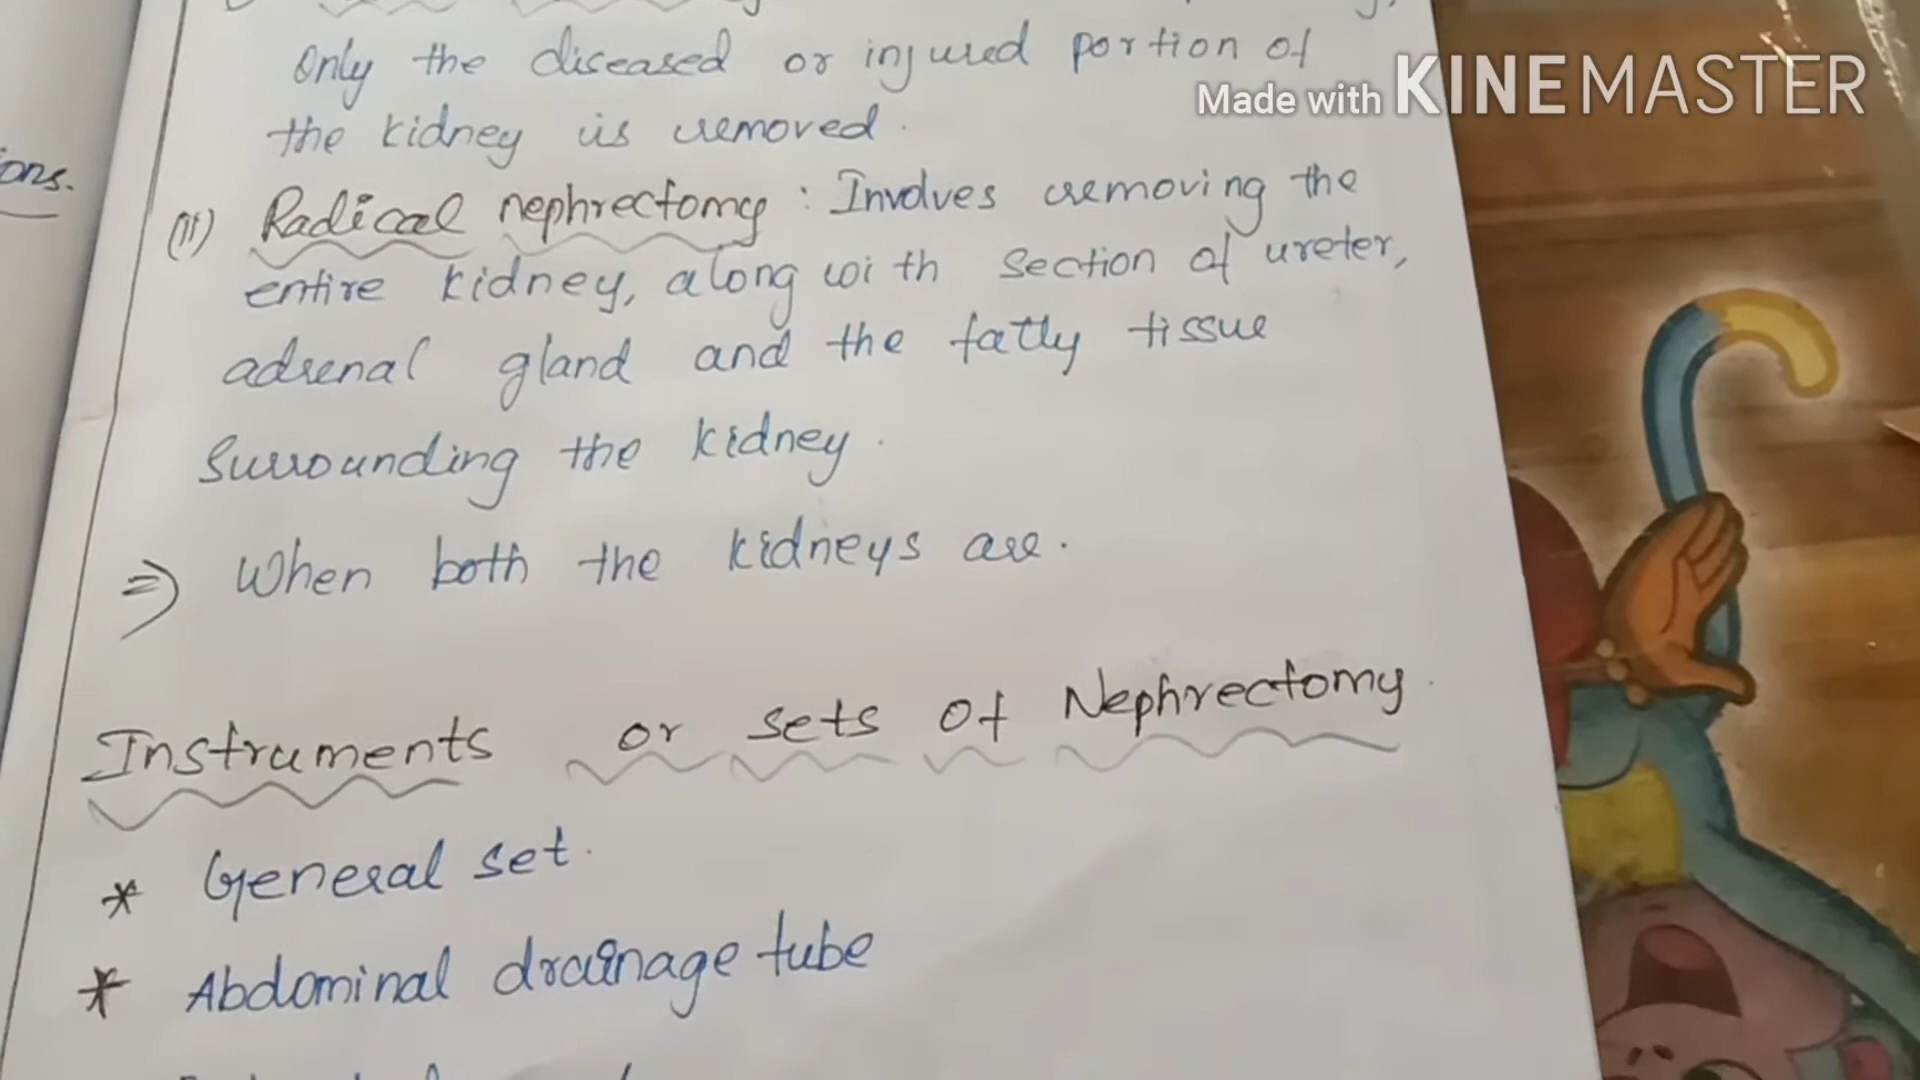 ons.
Only the diseased or injured portion of
Made with KINEMASTER
the kidney is removed.
(ii) Radical nephrectomy : Involves removing the
entire kidney, along with section of ureter,
adrenal gland and the fatty tissue
surrounding the kidney.
⇒ When both the kidneys are.
Instruments or sets of Nephrectomy.
* General set.
* Abdominal drainage tube